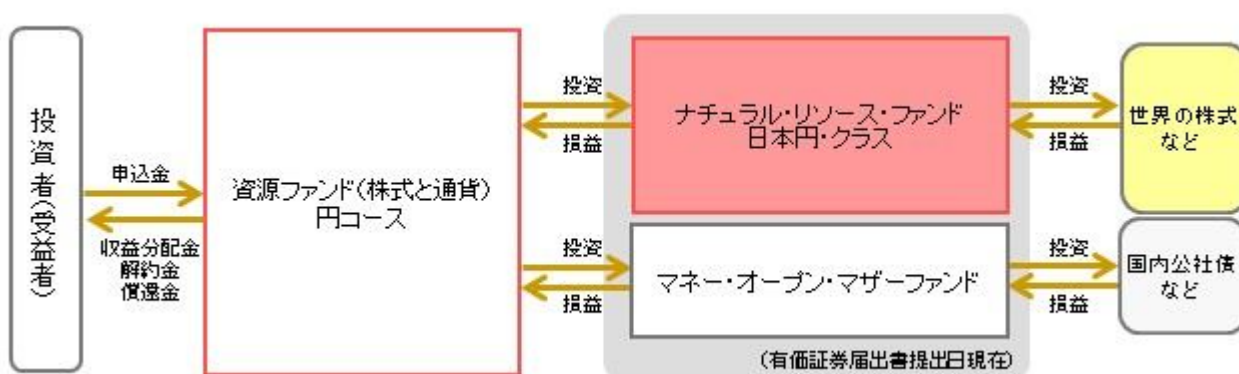 投資者(受益者)
申込金
収益分配金
解約金
償還金
資源ファンド(株式と通貨)
円コース
投資
損益
投資
損益
ナチュラル・リソース・ファンド
日本円・クラス
マネー・オープン・マザーファンド
(有価証券届出書提出日現在)
投資
損益
投資
損益
世界の株式
など
国内公社債
など